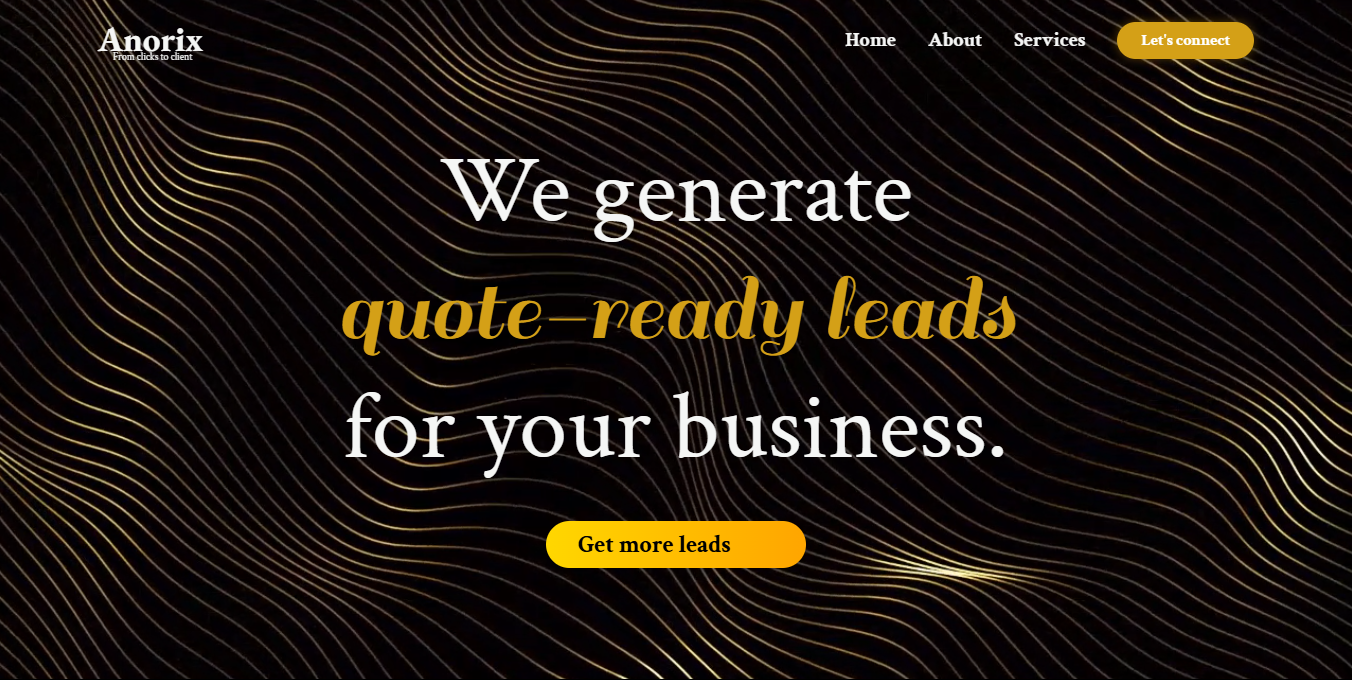 Anorix
From clicks to client
Home About Services Let's connect
We generate
quote-ready leads
for your business.
Get more leads